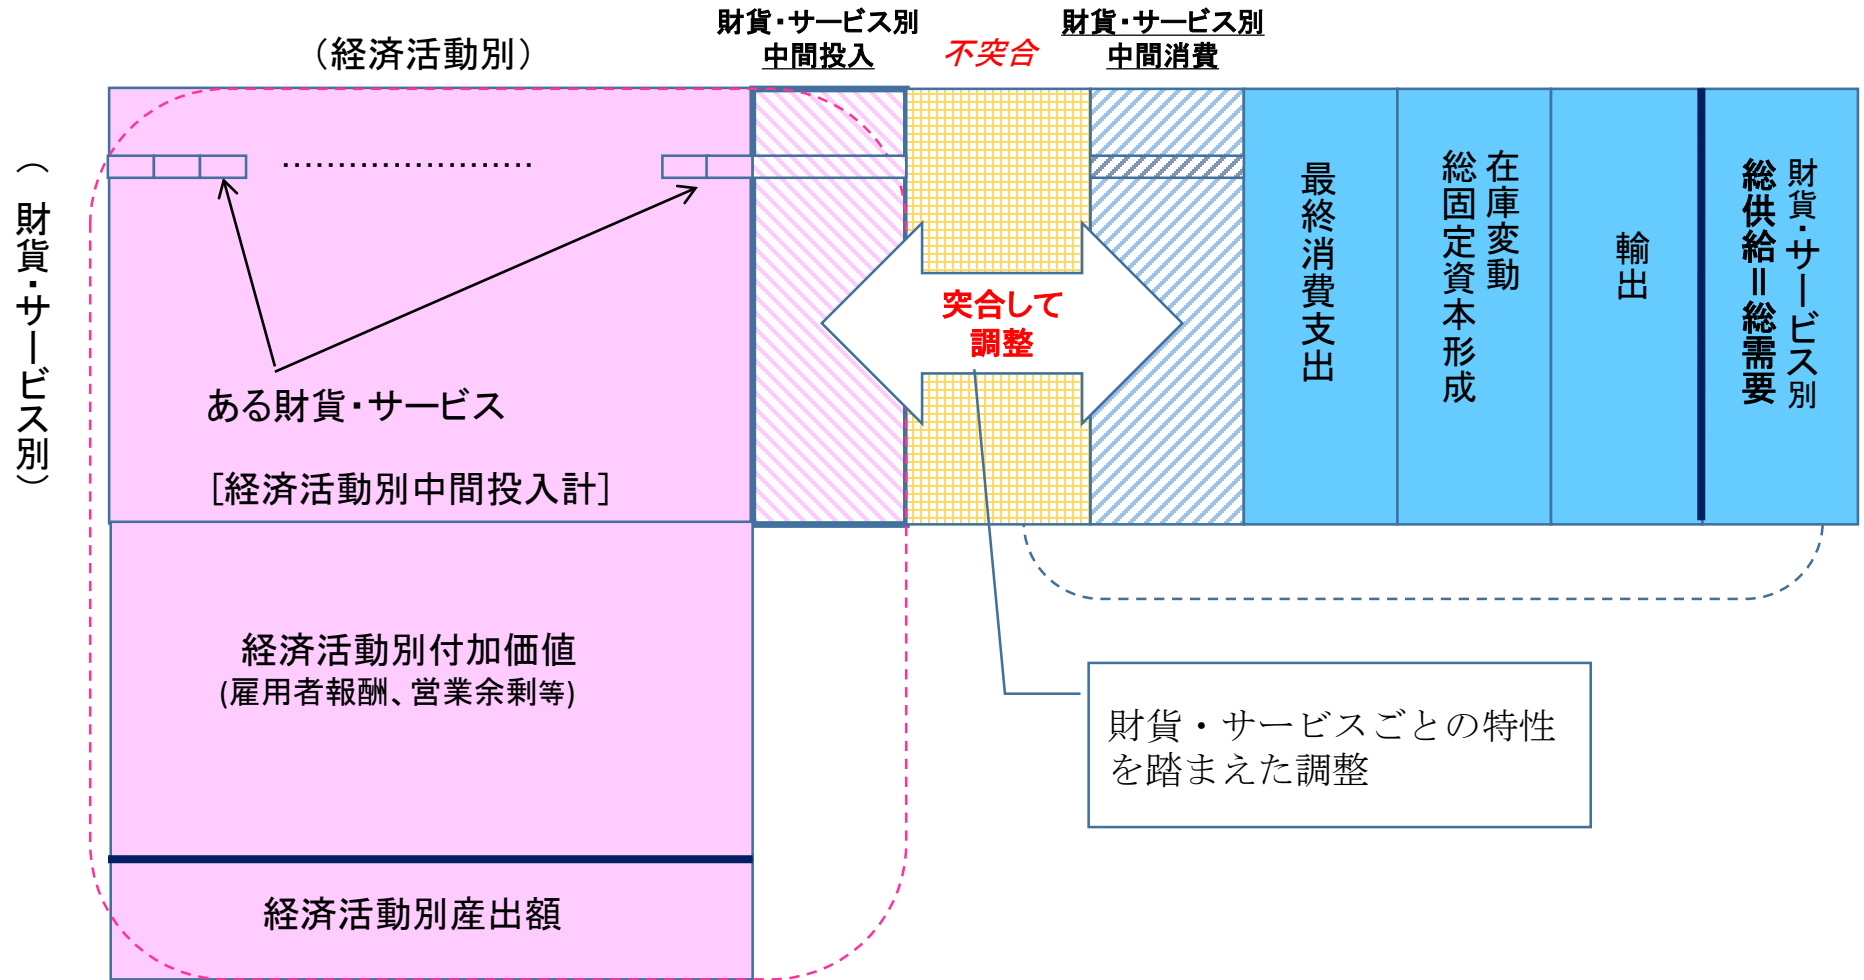 財貨・サービス別
中間投入
財貨・サービス別
中間消費
（経済活動別）
不突合
（財貨・サービス別）
……………………
ある財貨・サービス
［経済活動別中間投入計］
突合して
調整
最終消費支出
在庫変動
総固定資本形成
輸出
財貨・サービス別
総供給＝総需要
経済活動別付加価値
(雇用者報酬、営業余剰等)
財貨・サービスごとの特性
を踏まえた調整
経済活動別産出額